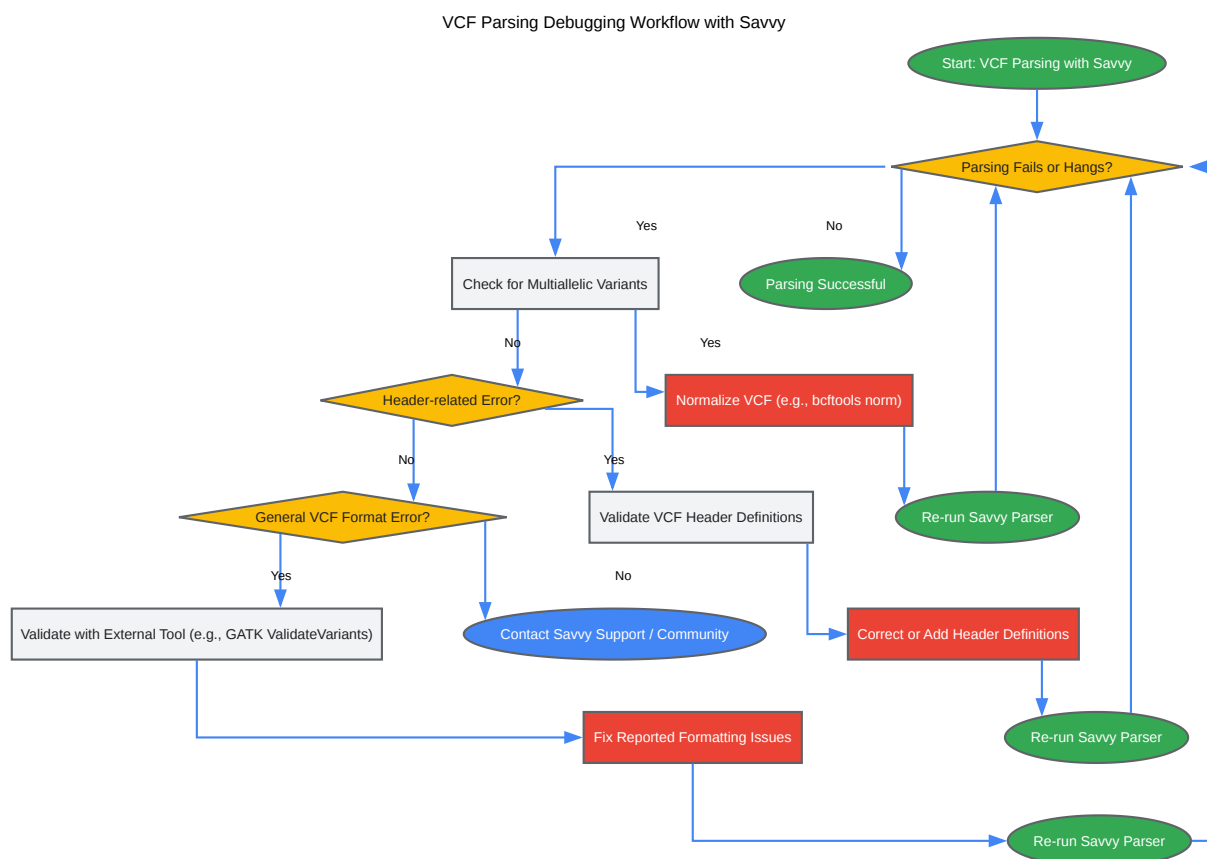 VCF Parsing Debugging Workflow with Savvy
Start: VCF Parsing with Savvy
Parsing Fails or Hangs?
Yes
No
Check for Multiallelic Variants
Parsing Successful
No
Yes
Header-related Error?
Normalize VCF (e.g., bcftools norm)
No
Yes
General VCF Format Error?
Validate VCF Header Definitions
Re-run Savvy Parser
Yes
No
Validate with External Tool (e.g., GATK ValidateVariants)
Contact Savvy Support / Community
Correct or Add Header Definitions
Fix Reported Formatting Issues
Re-run Savvy Parser
Re-run Savvy Parser